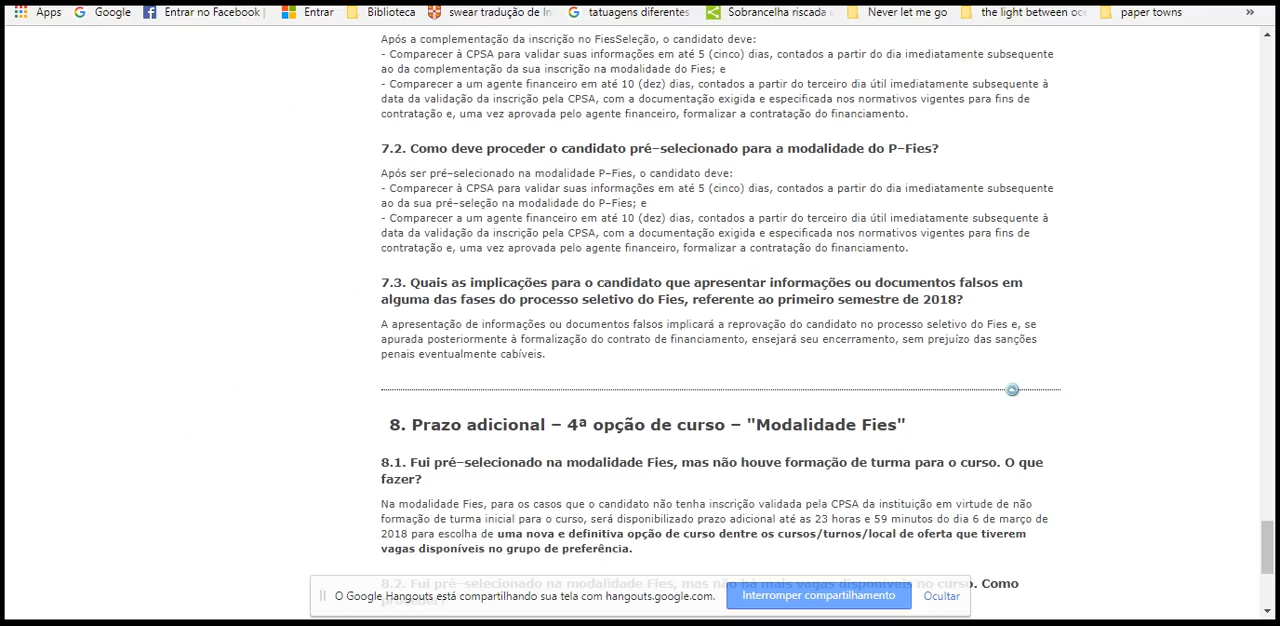 Apps Google Entrar no Facebook Entrar Biblioteca swear tradução de In tatuagens diferentes Sobrancelha riscada Never let me go the light between oce paper towns »
Após a complementação da inscrição no FiesSeleção, o candidato deve:
- Comparecer à CPSA para validar suas informações em até 5 (cinco) dias, contados a partir do dia imediatamente subsequente
ao da complementação da sua inscrição na modalidade do Fies; e
- Comparecer a um agente financeiro em até 10 (dez) dias, contados a partir do terceiro dia útil imediatamente subsequente à
data da validação da inscrição pela CPSA, com a documentação exigida e especificada nos normativos vigentes para fins de
contratação e, uma vez aprovada pelo agente financeiro, formalizar a contratação do financiamento.
7.2. Como deve proceder o candidato pré–selecionado para a modalidade do P–Fies?
Após ser pré–selecionado na modalidade P–Fies, o candidato deve:
- Comparecer à CPSA para validar suas informações em até 5 (cinco) dias, contados a partir do dia imediatamente subsequente
ao da sua pré–seleção na modalidade do P–Fies; e
- Comparecer a um agente financeiro em até 10 (dez) dias, contados a partir do terceiro dia útil imediatamente subsequente à
data da validação da inscrição pela CPSA, com a documentação exigida e especificada nos normativos vigentes para fins de
contratação e, uma vez aprovada pelo agente financeiro, formalizar a contratação do financiamento.
7.3. Quais as implicações para o candidato que apresentar informações ou documentos falsos em
alguma das fases do processo seletivo do Fies, referente ao primeiro semestre de 2018?
A apresentação de informações ou documentos falsos implicará a reprovação do candidato no processo seletivo do Fies e, se
apurada posteriormente à formalização do contrato de financiamento, ensejará seu encerramento, sem prejuízo das sanções
penais eventualmente cabíveis.
8. Prazo adicional – 4ª opção de curso – "Modalidade Fies"
8.1. Fui pré–selecionado na modalidade Fies, mas não houve formação de turma para o curso. O que
fazer?
Na modalidade Fies, para os casos que o candidato não tenha inscrição validada pela CPSA da instituição em virtude de não
formação de turma inicial para o curso, será disponibilizado prazo adicional até as 23 horas e 59 minutos do dia 6 de março de
2018 para escolha de uma nova e definitiva opção de curso dentre os cursos/turnos/local de oferta que tiverem
vagas disponíveis no grupo de preferência.
8.2. Fui pré–selecionado na modalidade Fies, mas não há mais vagas disponíveis no curso. Como
proceder?
O Google Hangouts está compartilhando sua tela com hangouts.google.com. Interromper compartilhamento Ocultar